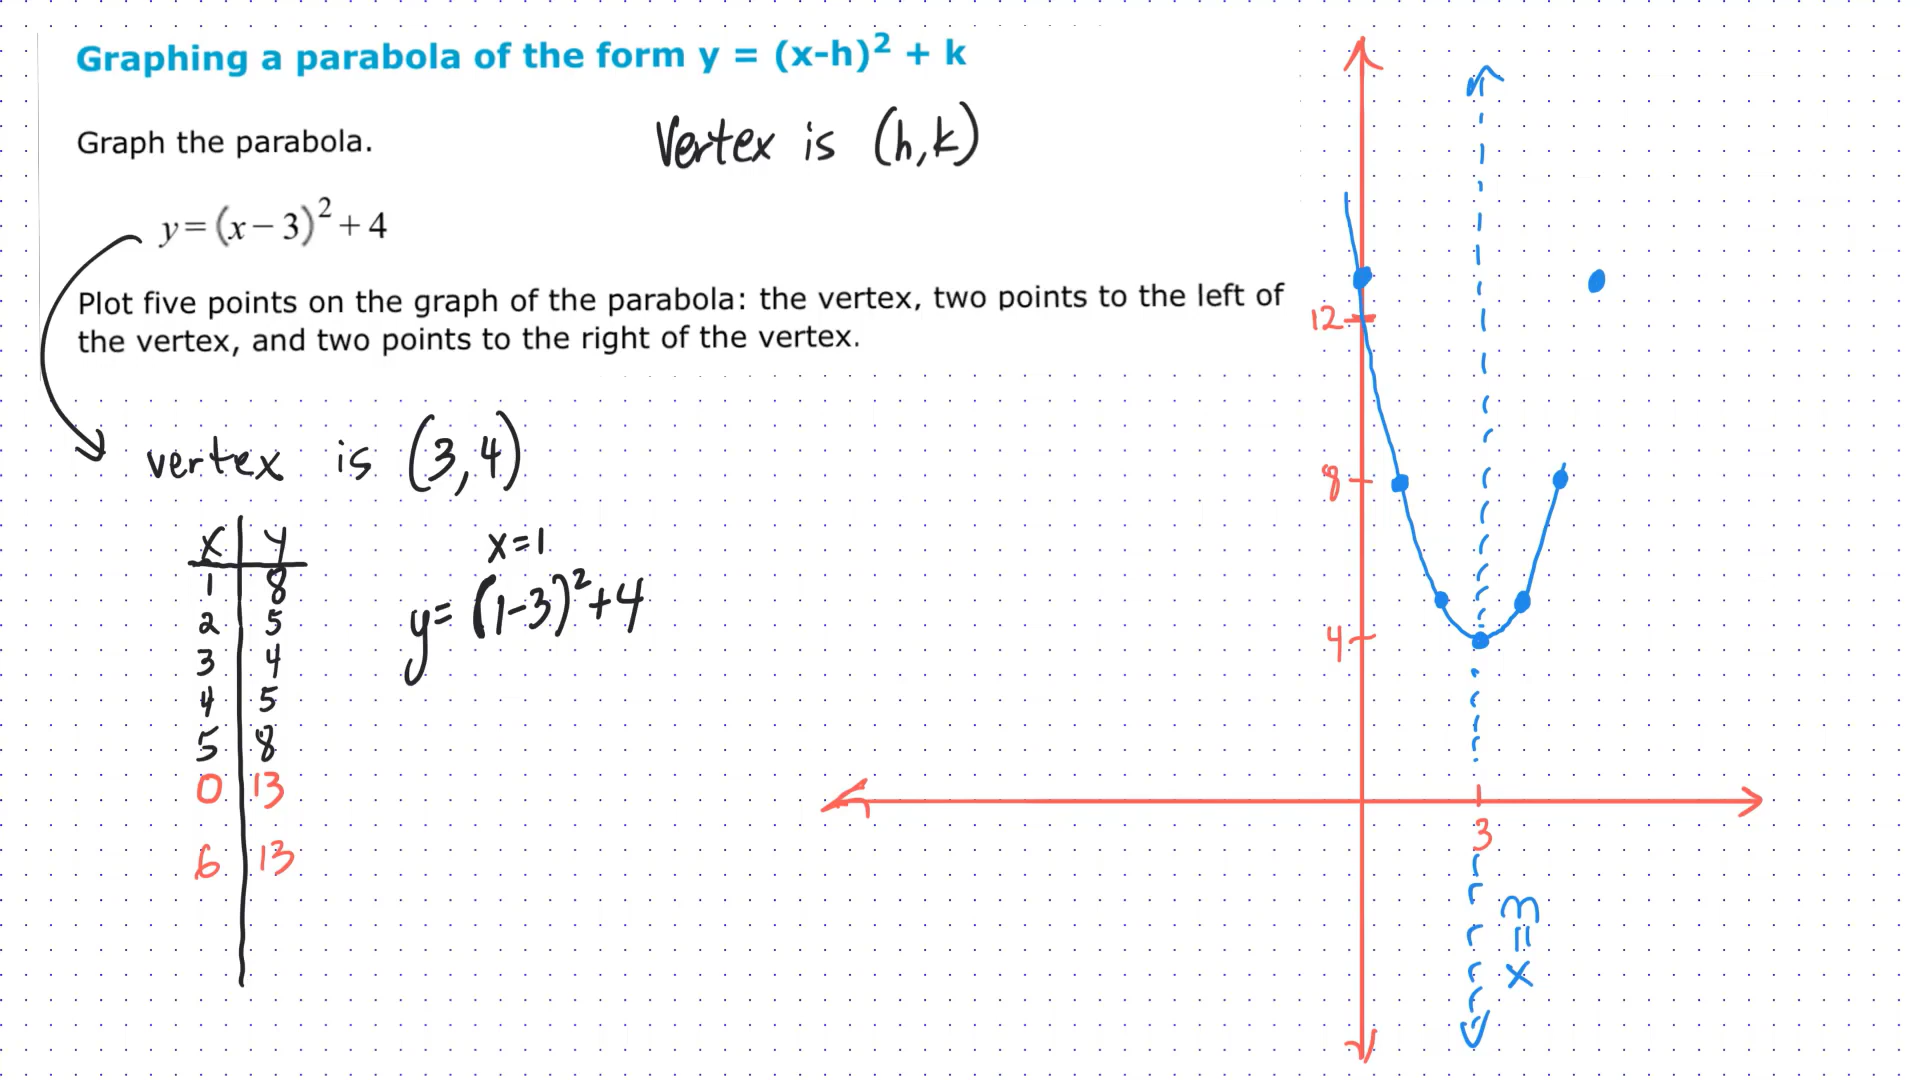 Graphing a parabola of the form y = (x-h)² + k
Vertex is (h,k)
Graph the parabola.
y = (x − 3)² + 4
Plot five points on the graph of the parabola: the vertex, two points to the left of
the vertex, and two points to the right of the vertex.
vertex is (3,4)
x y
1 8
2 5
3 4
4 5
5 8
0 13
6 13
x=1
y= (1-3)²+4
12
8
4
3
x=3